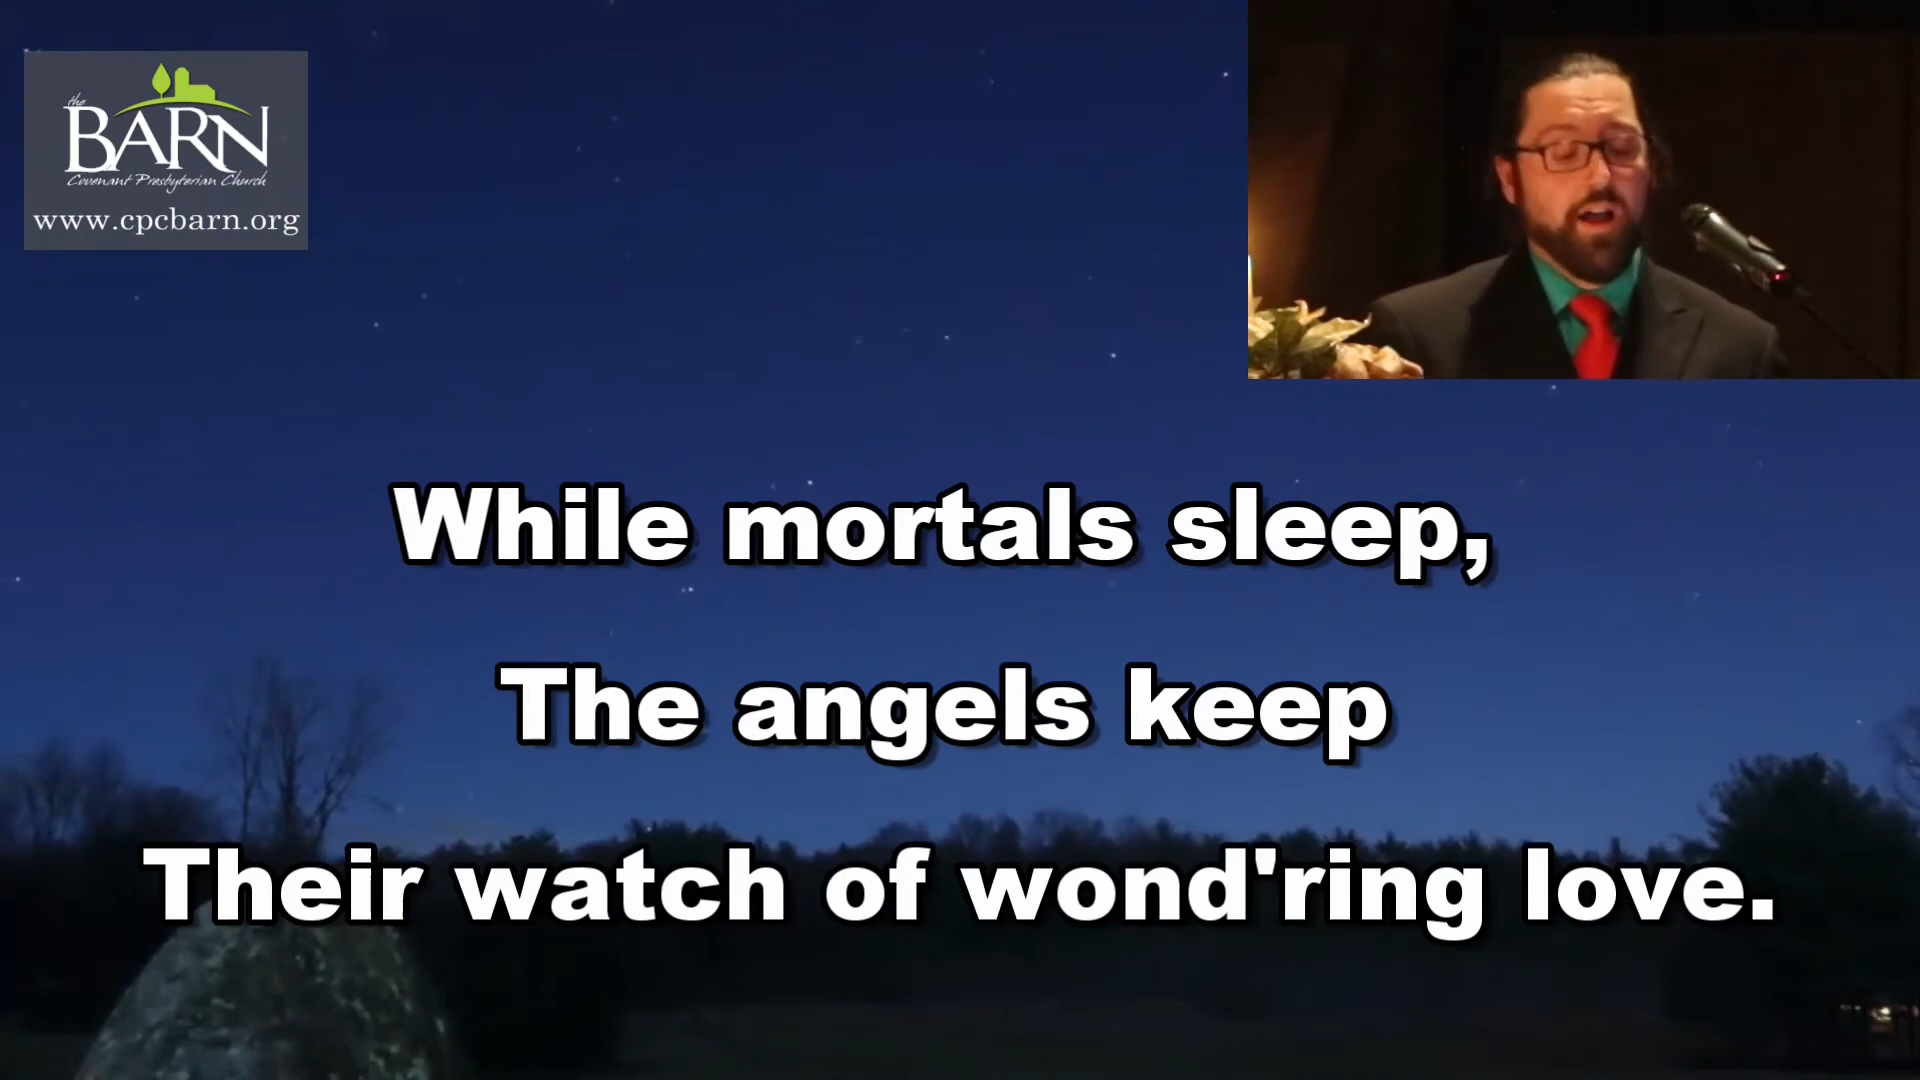 the
BARN
Covenant Presbyterian Church
www.cpcbarn.org
While mortals sleep,
The angels keep
Their watch of wond'ring love.